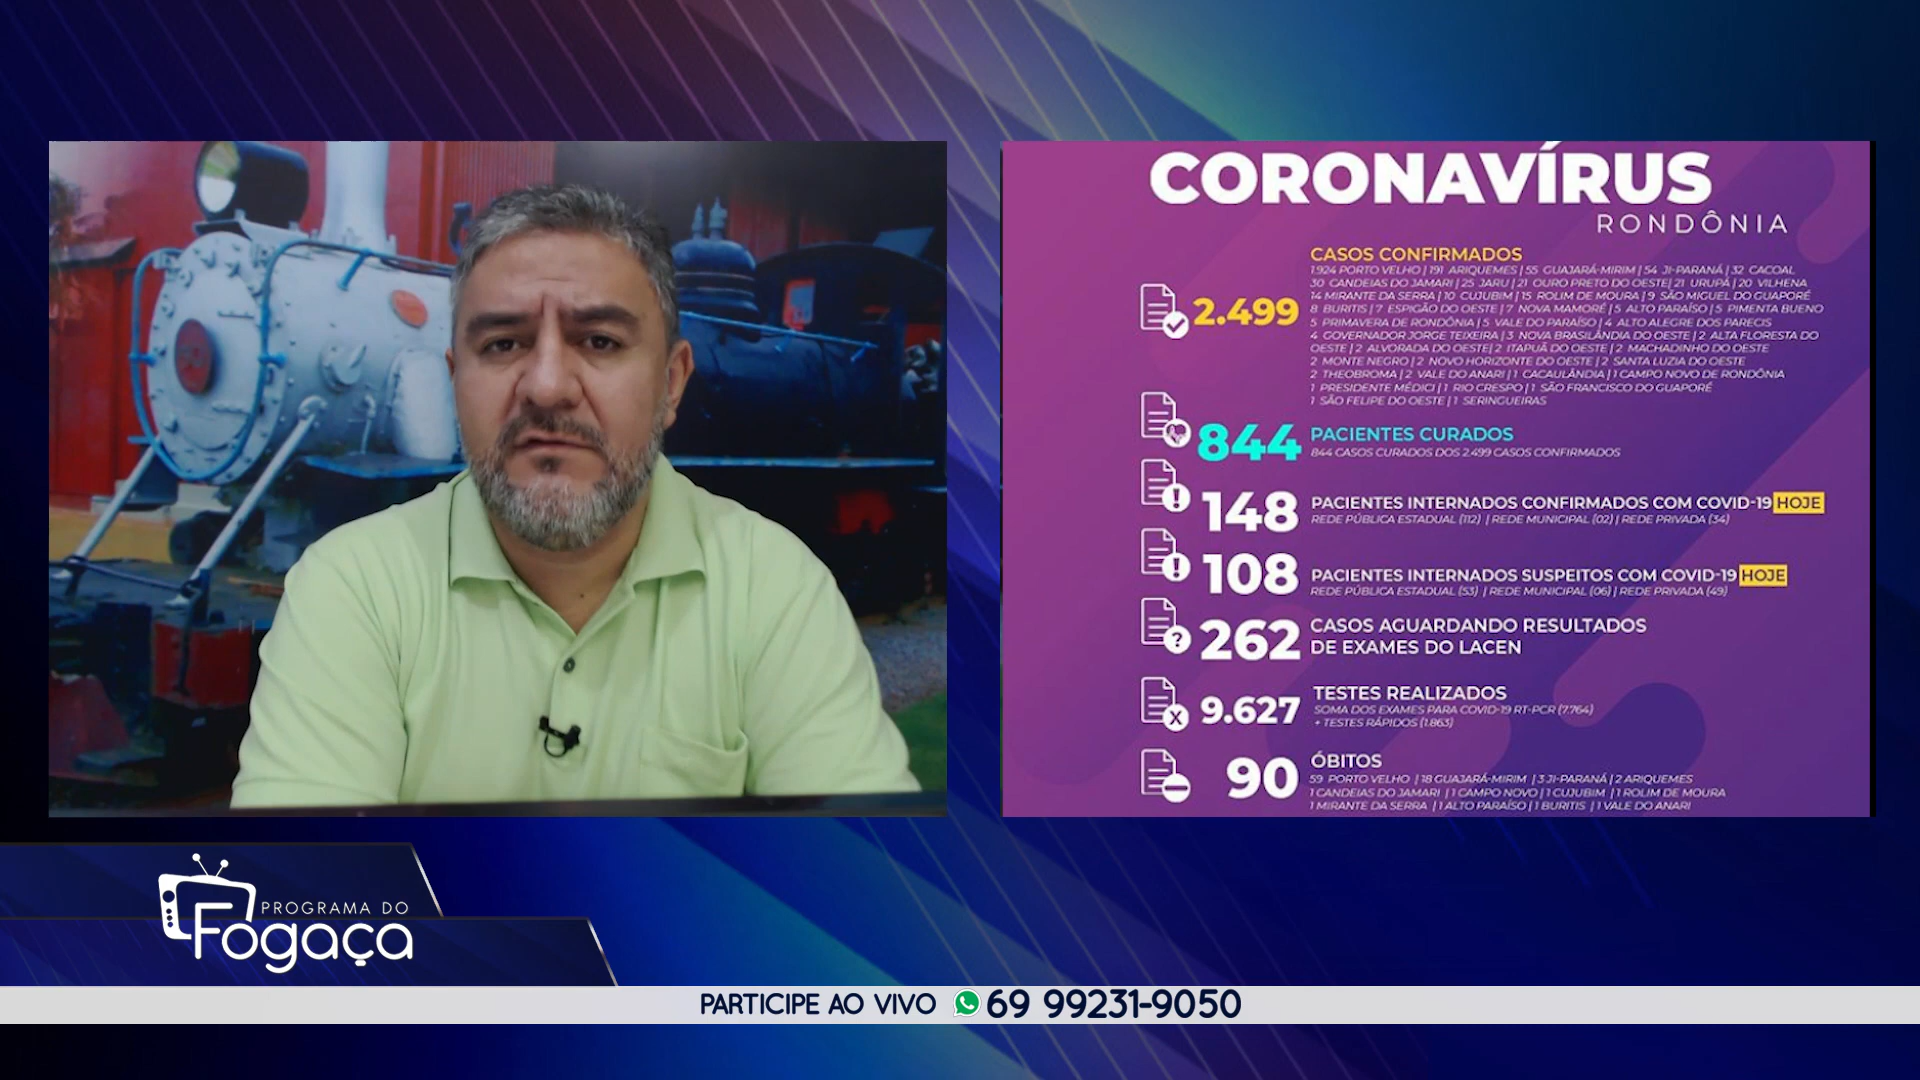 CORONAVÍRUS
RONDÔNIA
CASOS CONFIRMADOS
2.499
1.924 PORTO VELHO | 191 ARIQUEMES | 55 GUAJARÁ-MIRIM | 54 JI-PARANÁ | 32 CACOAL
30 CANDEIAS DO JAMARI | 25 JARU | 21 OURO PRETO DO OESTE | 21 URUPÁ | 20 VILHENA
14 MIRANTE DA SERRA | 10 CUJUBIM | 15 ROLIM DE MOURA | 9 SÃO MIGUEL DO GUAPORÉ
8 BURITIS | 7 ESPIGÃO DO OESTE | 7 NOVA MAMORÉ | 5 ALTO PARAÍSO | 5 PIMENTA BUENO
5 PRIMAVERA DE RONDÔNIA | 5 VALE DO PARAÍSO | 4 ALTO ALEGRE DOS PARECIS
4 GOVERNADOR JORGE TEIXEIRA | 3 NOVA BRASILÂNDIA DO OESTE | 2 ALTA FLORESTA DO
OESTE | 2 ALVORADA DO OESTE | 2 ITAPUÃ DO OESTE | 2 MACHADINHO DO OESTE
2 MONTE NEGRO | 2 NOVO HORIZONTE DO OESTE | 2 SANTA LUZIA DO OESTE
2 THEOBROMA | 2 VALE DO ANARI | 1 CACAULÂNDIA | 1 CAMPO NOVO DE RONDÔNIA
1 PRESIDENTE MÉDICI | 1 RIO CRESPO | 1 SÃO FRANCISCO DO GUAPORÉ
1 SÃO FELIPE DO OESTE | 1 SERINGUEIRAS
844 PACIENTES CURADOS
844 CASOS CURADOS DOS 2.499 CASOS CONFIRMADOS
148 PACIENTES INTERNADOS CONFIRMADOS COM COVID-19 HOJE
REDE PÚBLICA ESTADUAL (112) | REDE MUNICIPAL (02) | REDE PRIVADA (34)
108 PACIENTES INTERNADOS SUSPEITOS COM COVID-19 HOJE
REDE PÚBLICA ESTADUAL (53) | REDE MUNICIPAL (06) | REDE PRIVADA (49)
262 CASOS AGUARDANDO RESULTADOS
DE EXAMES DO LACEN
9.627 TESTES REALIZADOS
SOMA DOS EXAMES PARA COVID-19 RT-PCR (7.764)
+ TESTES RÁPIDOS (1.863)
90 ÓBITOS
59 PORTO VELHO | 18 GUAJARÁ-MIRIM | 3 JI-PARANÁ | 2 ARIQUEMES
1 CANDEIAS DO JAMARI | 1 CAMPO NOVO | 1 CUJUBIM | 1 ROLIM DE MOURA
1 MIRANTE DA SERRA | 1 ALTO PARAÍSO | 1 BURITIS | 1 VALE DO ANARI
PROGRAMA DO
Fogaça
PARTICIPE AO VIVO 69 99231-9050